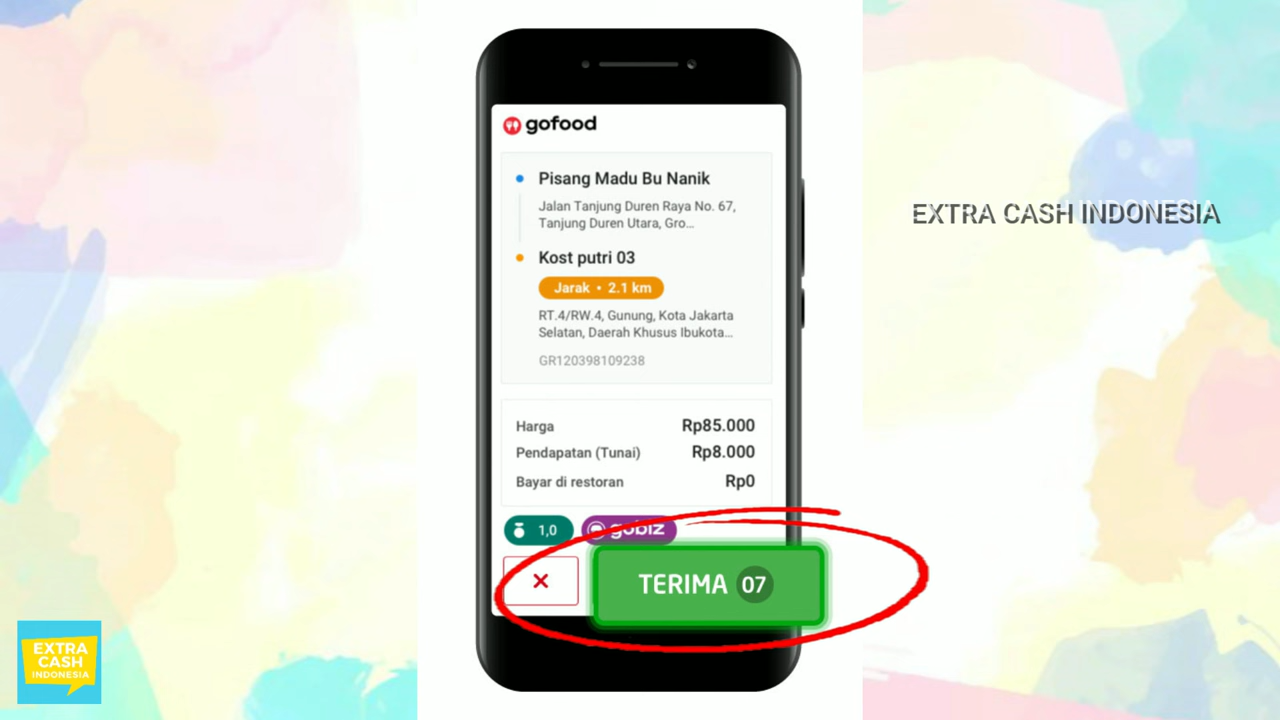 gofood
Pisang Madu Bu Nanik
Jalan Tanjung Duren Raya No. 67,
Tanjung Duren Utara, Gro...
Kost putri 03
Jarak • 2.1 km
RT.4/RW.4, Gunung, Kota Jakarta
Selatan, Daerah Khusus Ibukota...
GR120398109238
Harga Rp85.000
Pendapatan (Tunai) Rp8.000
Bayar di restoran Rp0
1,0 gobiz
TERIMA 07
EXTRA CASH INDONESIA
EXTRA
CASH
INDONESIA